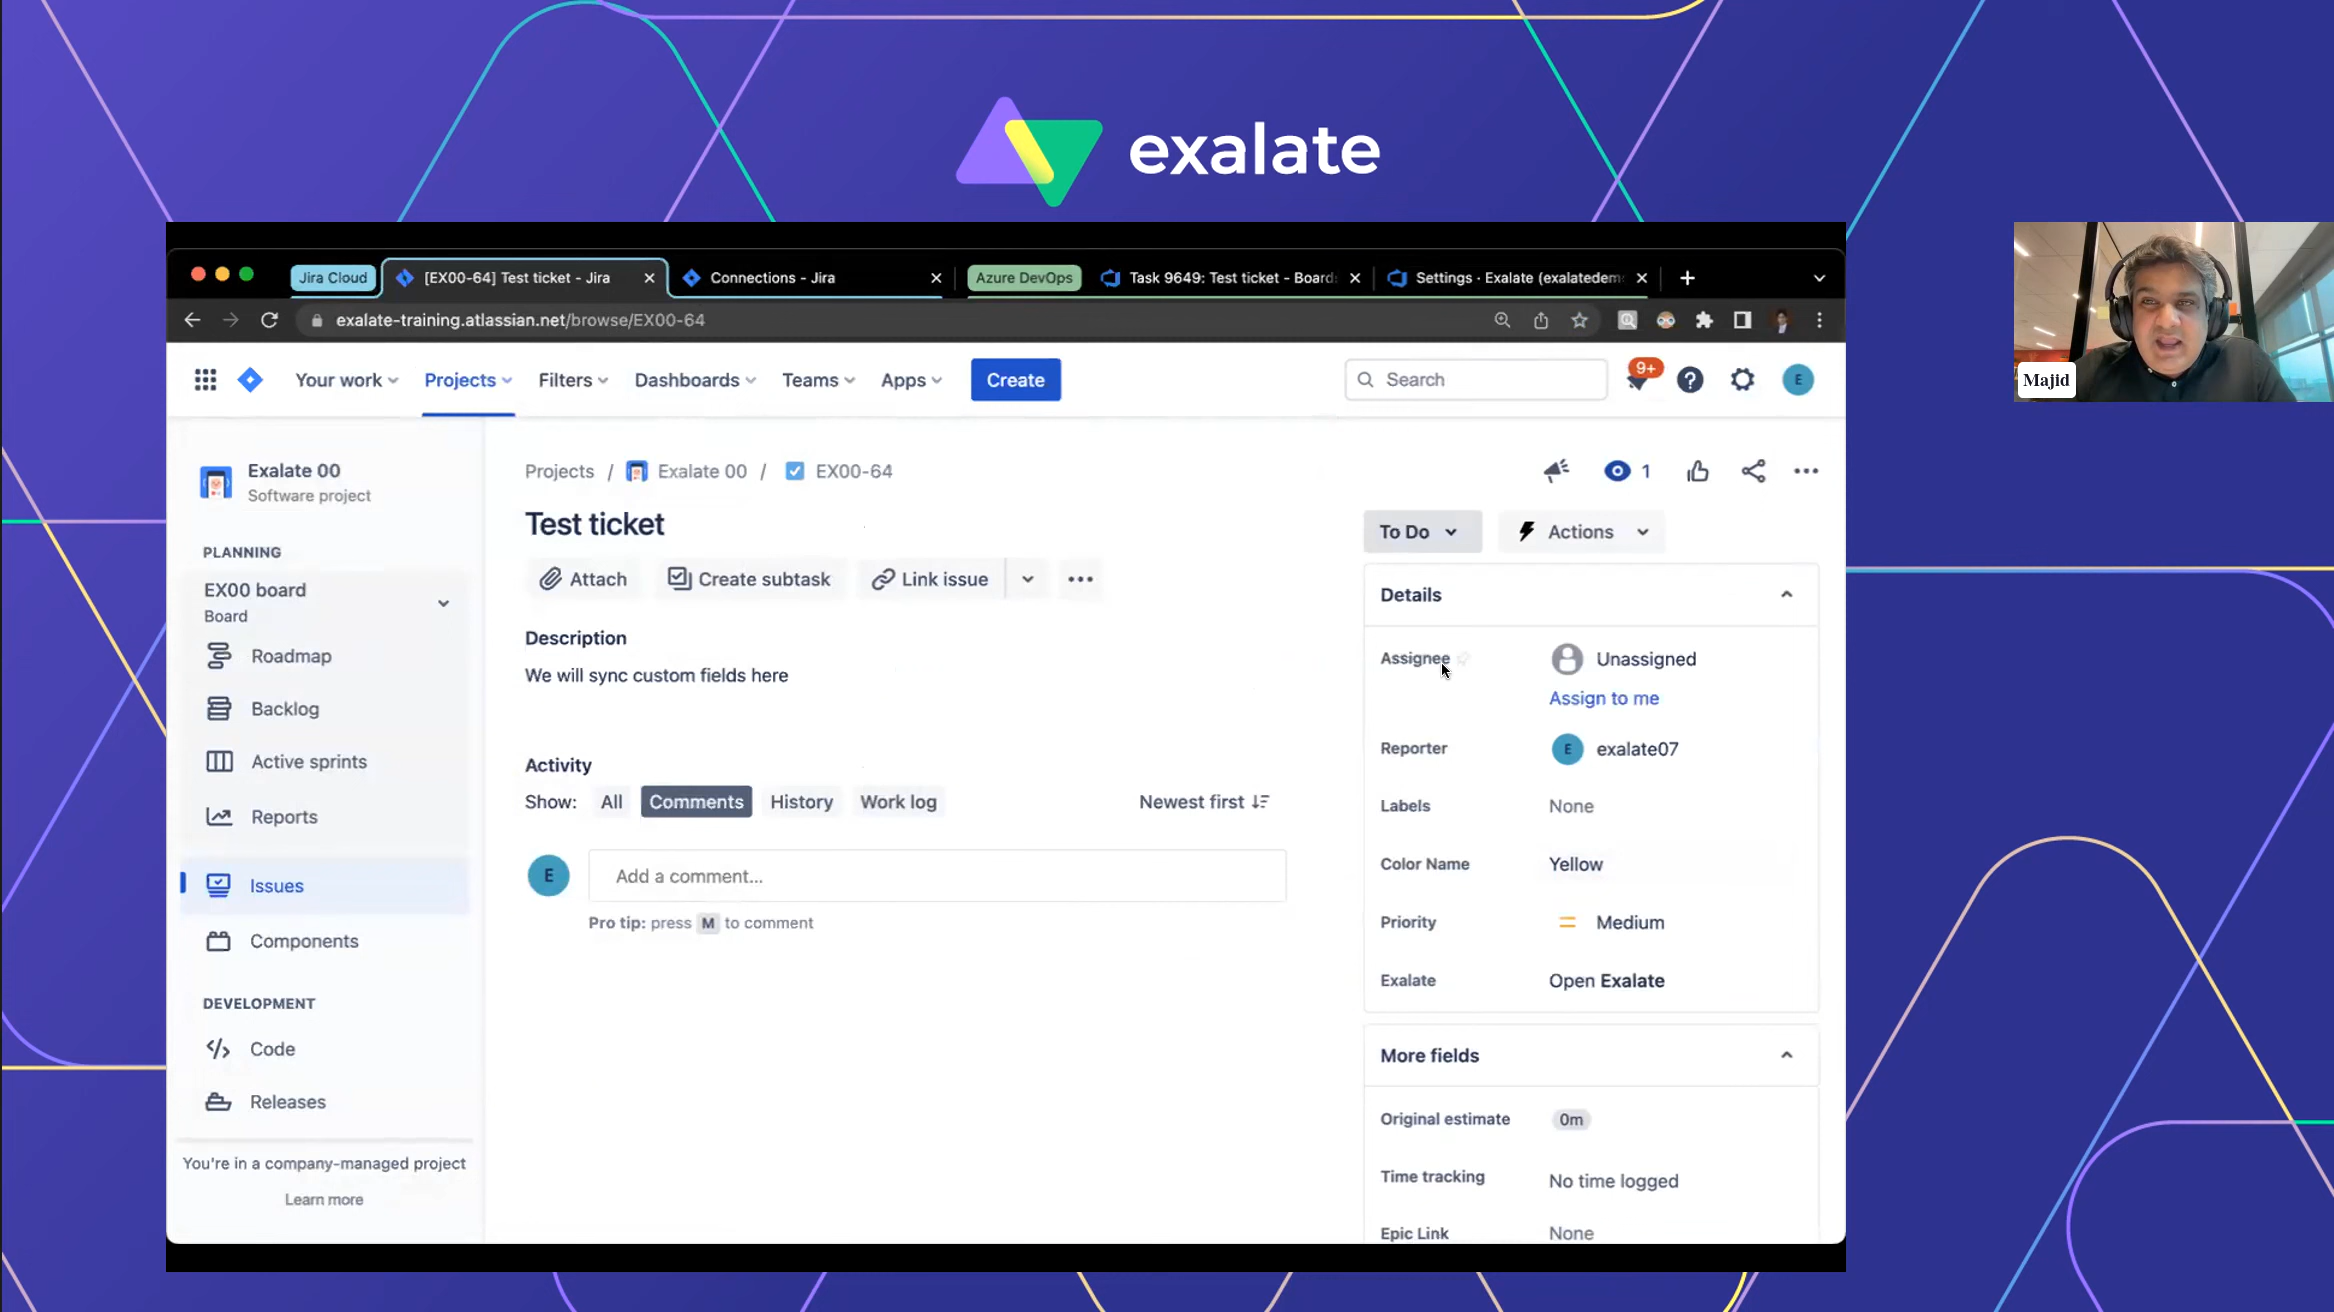 exalate
Majid
Jira Cloud
[EX00-64] Test ticket - Jira
Connections - Jira
Azure DevOps
Task 9649: Test ticket - Board
Settings · Exalate (exalatedem
exalate-training.atlassian.net/browse/EX00-64
Your work
Projects
Filters
Dashboards
Teams
Apps
Create
Search
9+
E
Exalate 00
Software project
PLANNING
EX00 board
Board
Roadmap
Backlog
Active sprints
Reports
Issues
Components
DEVELOPMENT
Code
Releases
You're in a company-managed project
Learn more
Projects / Exalate 00 / EX00-64
1
Test ticket
Attach
Create subtask
Link issue
Description
We will sync custom fields here
Activity
Show: All Comments History Work log
Newest first
E
Add a comment...
Pro tip: press M to comment
To Do
Actions
Details
Assignee Unassigned
Assign to me
Reporter E exalate07
Labels None
Color Name Yellow
Priority Medium
Exalate Open Exalate
More fields
Original estimate 0m
Time tracking No time logged
Epic Link None